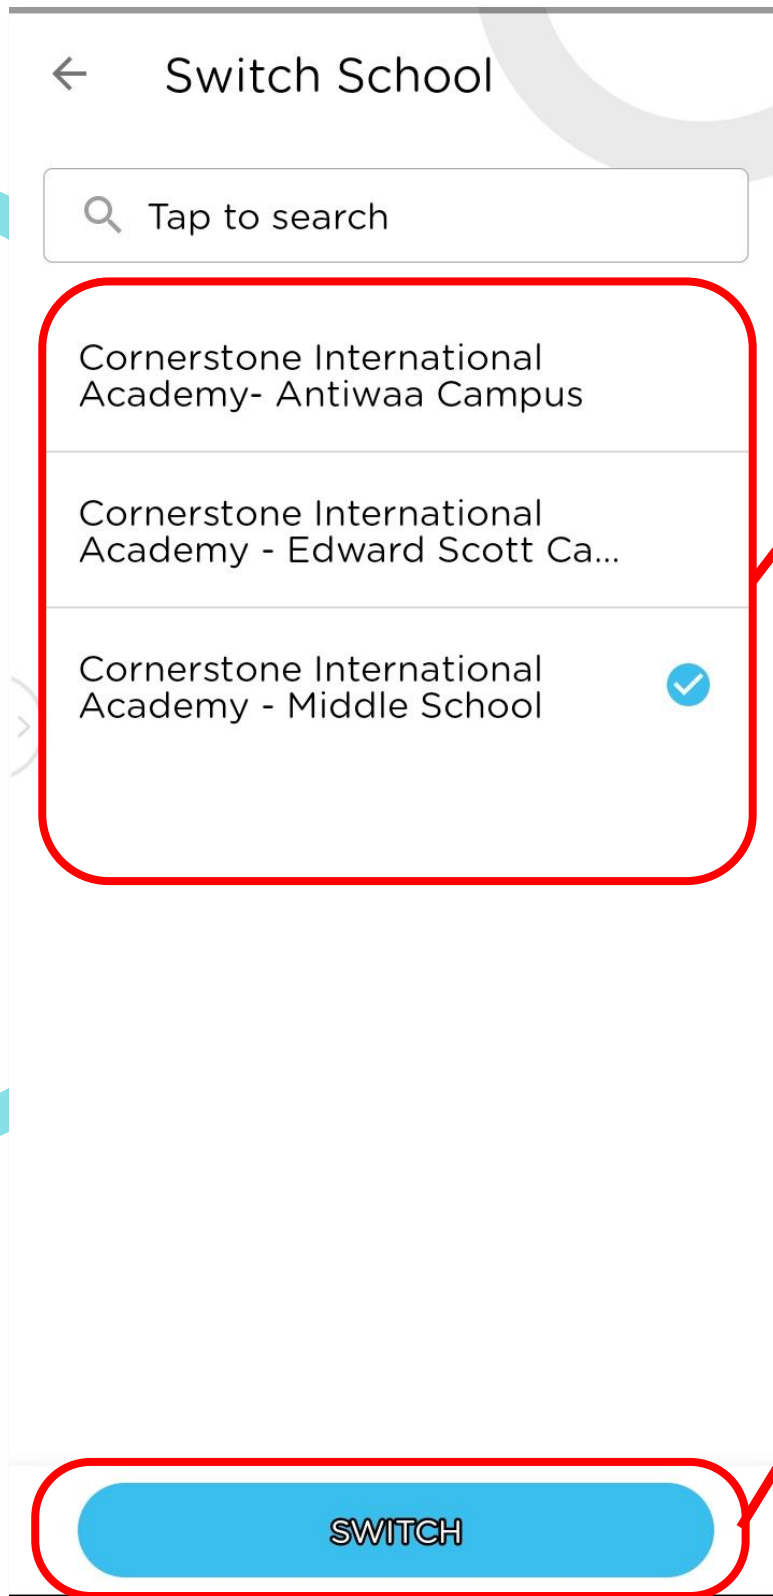 Switch School
Tap to search
Cornerstone International
Academy- Antiwaa Campus
Cornerstone International
Academy - Edward Scott Ca...
Cornerstone International
Academy - Middle School
SWITCH